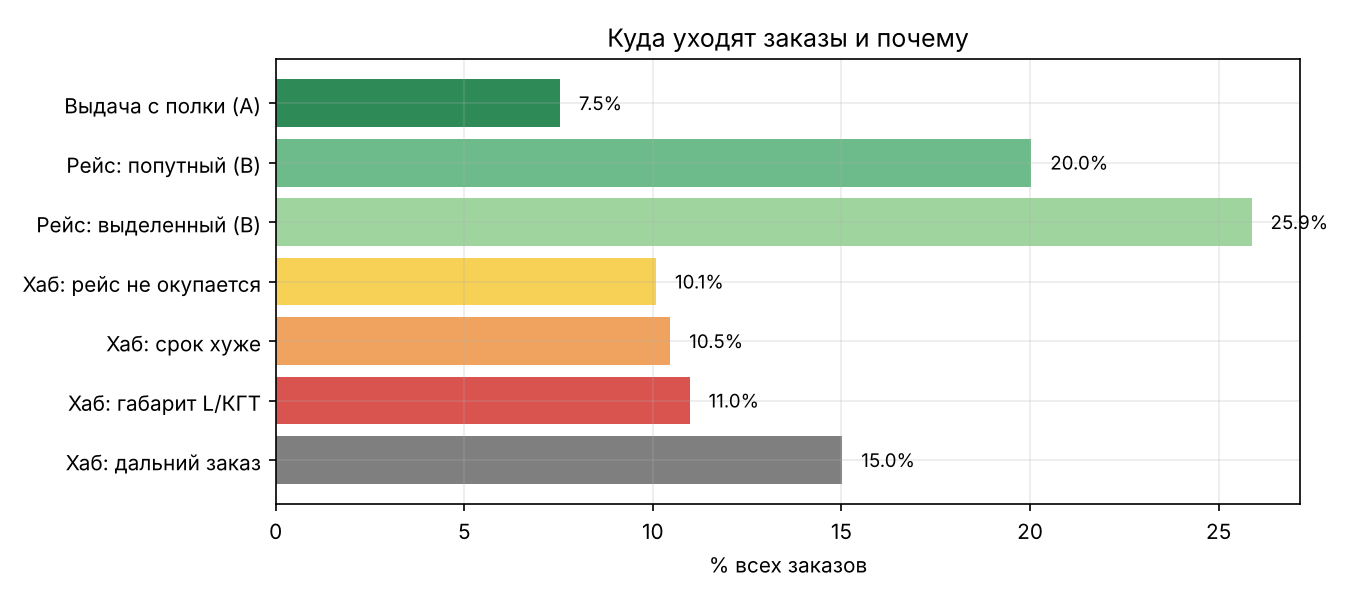 Куда уходят заказы и почему
Выдача с полки (А) 7.5%
Рейс: попутный (В) 20.0%
Рейс: выделенный (В) 25.9%
Хаб: рейс не окупается 10.1%
Хаб: срок хуже 10.5%
Хаб: габарит L/КГТ 11.0%
Хаб: дальний заказ 15.0%
0 5 10 15 20 25
% всех заказов